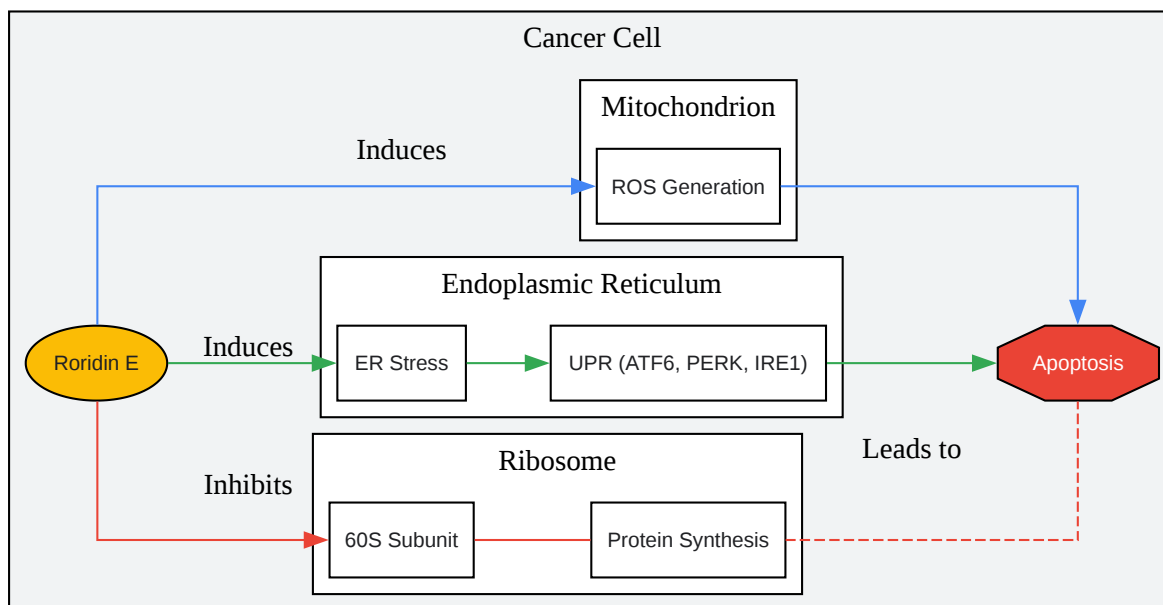 Cancer Cell
Mitochondrion
Induces
ROS Generation
Endoplasmic Reticulum
Roridin E
Induces
ER Stress
UPR (ATF6, PERK, IRE1)
Apoptosis
Leads to
Ribosome
Inhibits
60S Subunit
Protein Synthesis